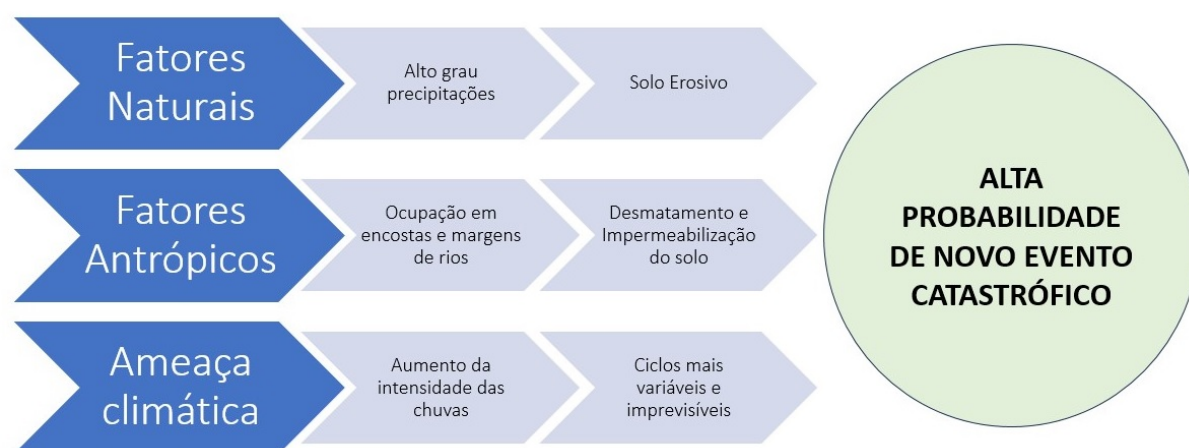 Fatores
Naturais
Alto grau
precipitações
Solo Erosivo
Fatores
Antrópicos
Ocupação em
encostas e margens
de rios
Desmatamento e
Impermeabilização
do solo
Ameaça
climática
Aumento da
intensidade das
chuvas
Ciclos mais
variáveis e
imprevisíveis
ALTA
PROBABILIDADE
DE NOVO EVENTO
CATASTRÓFICO